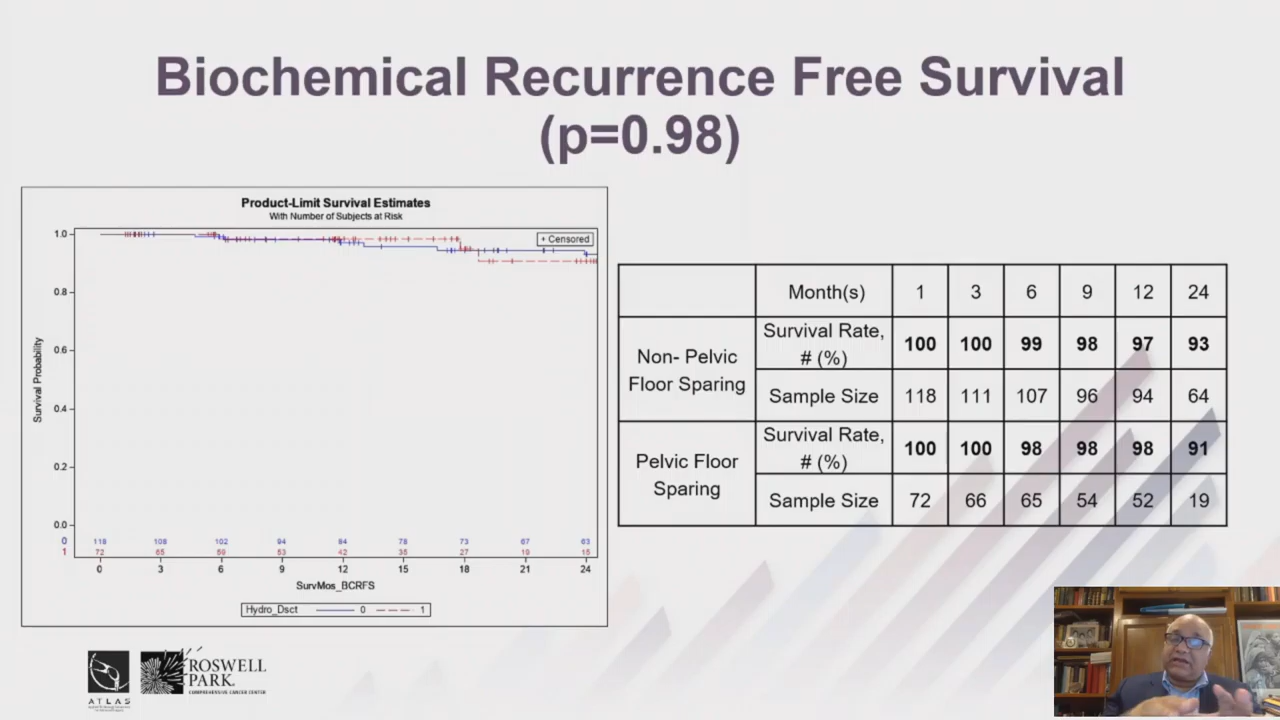 Biochemical Recurrence Free Survival
(p=0.98)
Product-Limit Survival Estimates
With Number of Subjects at Risk
+ Censored
Survival Probability
1.0
0.8
0.6
0.4
0.2
0.0
0 118 108 102 94 84 78 73 67 63
1 72 65 59 53 42 35 27 19 15
0 3 6 9 12 15 18 21 24
SurvMos_BCRFS
Hydro_Dsct 0 1
Month(s) 1 3 6 9 12 24
Non- Pelvic
Floor Sparing
Survival Rate,
# (%)
100 100 99 98 97 93
Sample Size 118 111 107 96 94 64
Pelvic Floor
Sparing
Survival Rate,
# (%)
100 100 98 98 98 91
Sample Size 72 66 65 54 52 19
ATLAS
ROSWELL
PARK.
COMPREHENSIVE CANCER CENTER